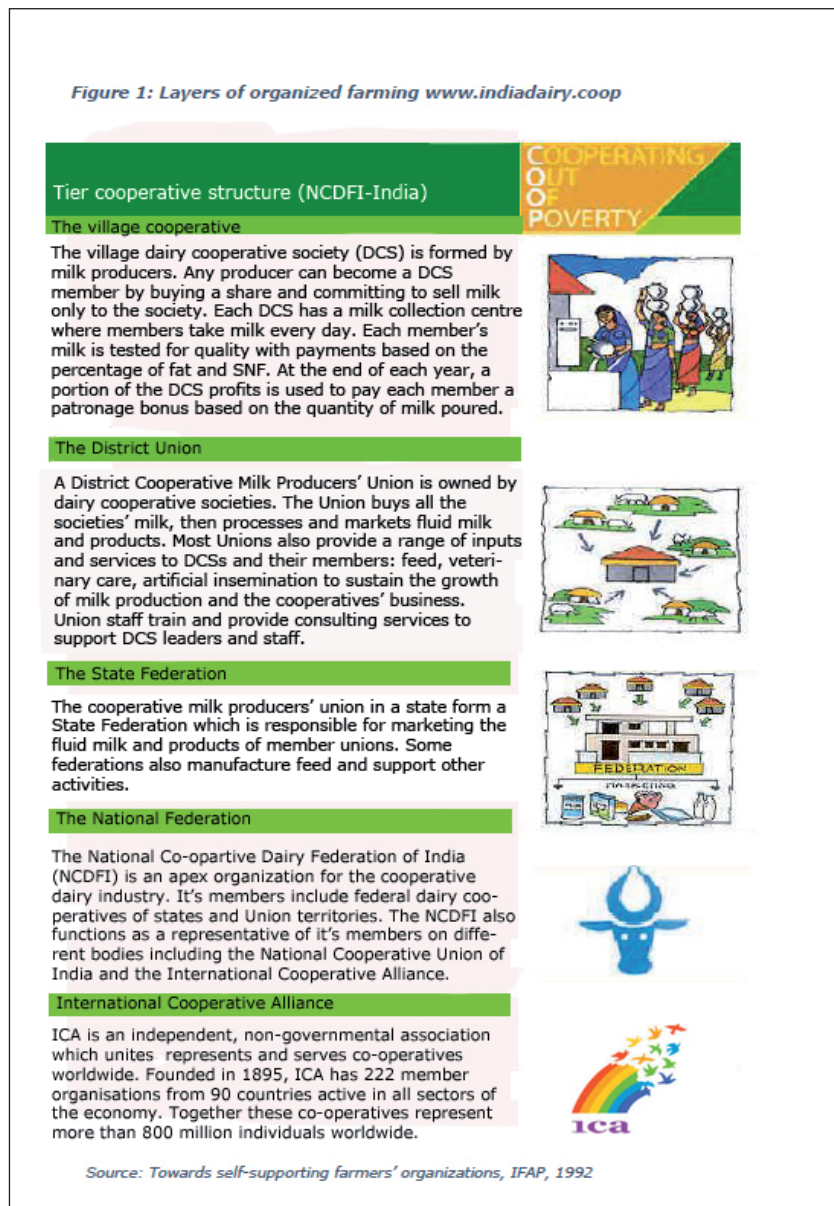 Figure 1: Layers of organized farming www.indiadairy.coop
COOPERATING
OUT
OF
POVERTY
Tier cooperative structure (NCDFI-India)
The village cooperative
The village dairy cooperative society (DCS) is formed by
milk producers. Any producer can become a DCS
member by buying a share and committing to sell milk
only to the society. Each DCS has a milk collection centre
where members take milk every day. Each member's
milk is tested for quality with payments based on the
percentage of fat and SNF. At the end of each year, a
portion of the DCS profits is used to pay each member a
patronage bonus based on the quantity of milk poured.
The District Union
A District Cooperative Milk Producers' Union is owned by
dairy cooperative societies. The Union buys all the
societies' milk, then processes and markets fluid milk
and products. Most Unions also provide a range of inputs
and services to DCSs and their members: feed, veteri-
nary care, artificial insemination to sustain the growth
of milk production and the cooperatives' business.
Union staff train and provide consulting services to
support DCS leaders and staff.
The State Federation
The cooperative milk producers' union in a state form a
State Federation which is responsible for marketing the
fluid milk and products of member unions. Some
federations also manufacture feed and support other
activities.
FEDERATION
MARKETING
The National Federation
The National Co-opartive Dairy Federation of India
(NCDFI) is an apex organization for the cooperative
dairy industry. It's members include federal dairy coo-
peratives of states and Union territories. The NCDFI also
functions as a representative of it's members on diffe-
rent bodies including the National Cooperative Union of
India and the International Cooperative Alliance.
International Cooperative Alliance
ICA is an independent, non-governmental association
which unites represents and serves co-operatives
worldwide. Founded in 1895, ICA has 222 member
organisations from 90 countries active in all sectors of
the economy. Together these co-operatives represent
more than 800 million individuals worldwide.
ica
Source: Towards self-supporting farmers' organizations, IFAP, 1992